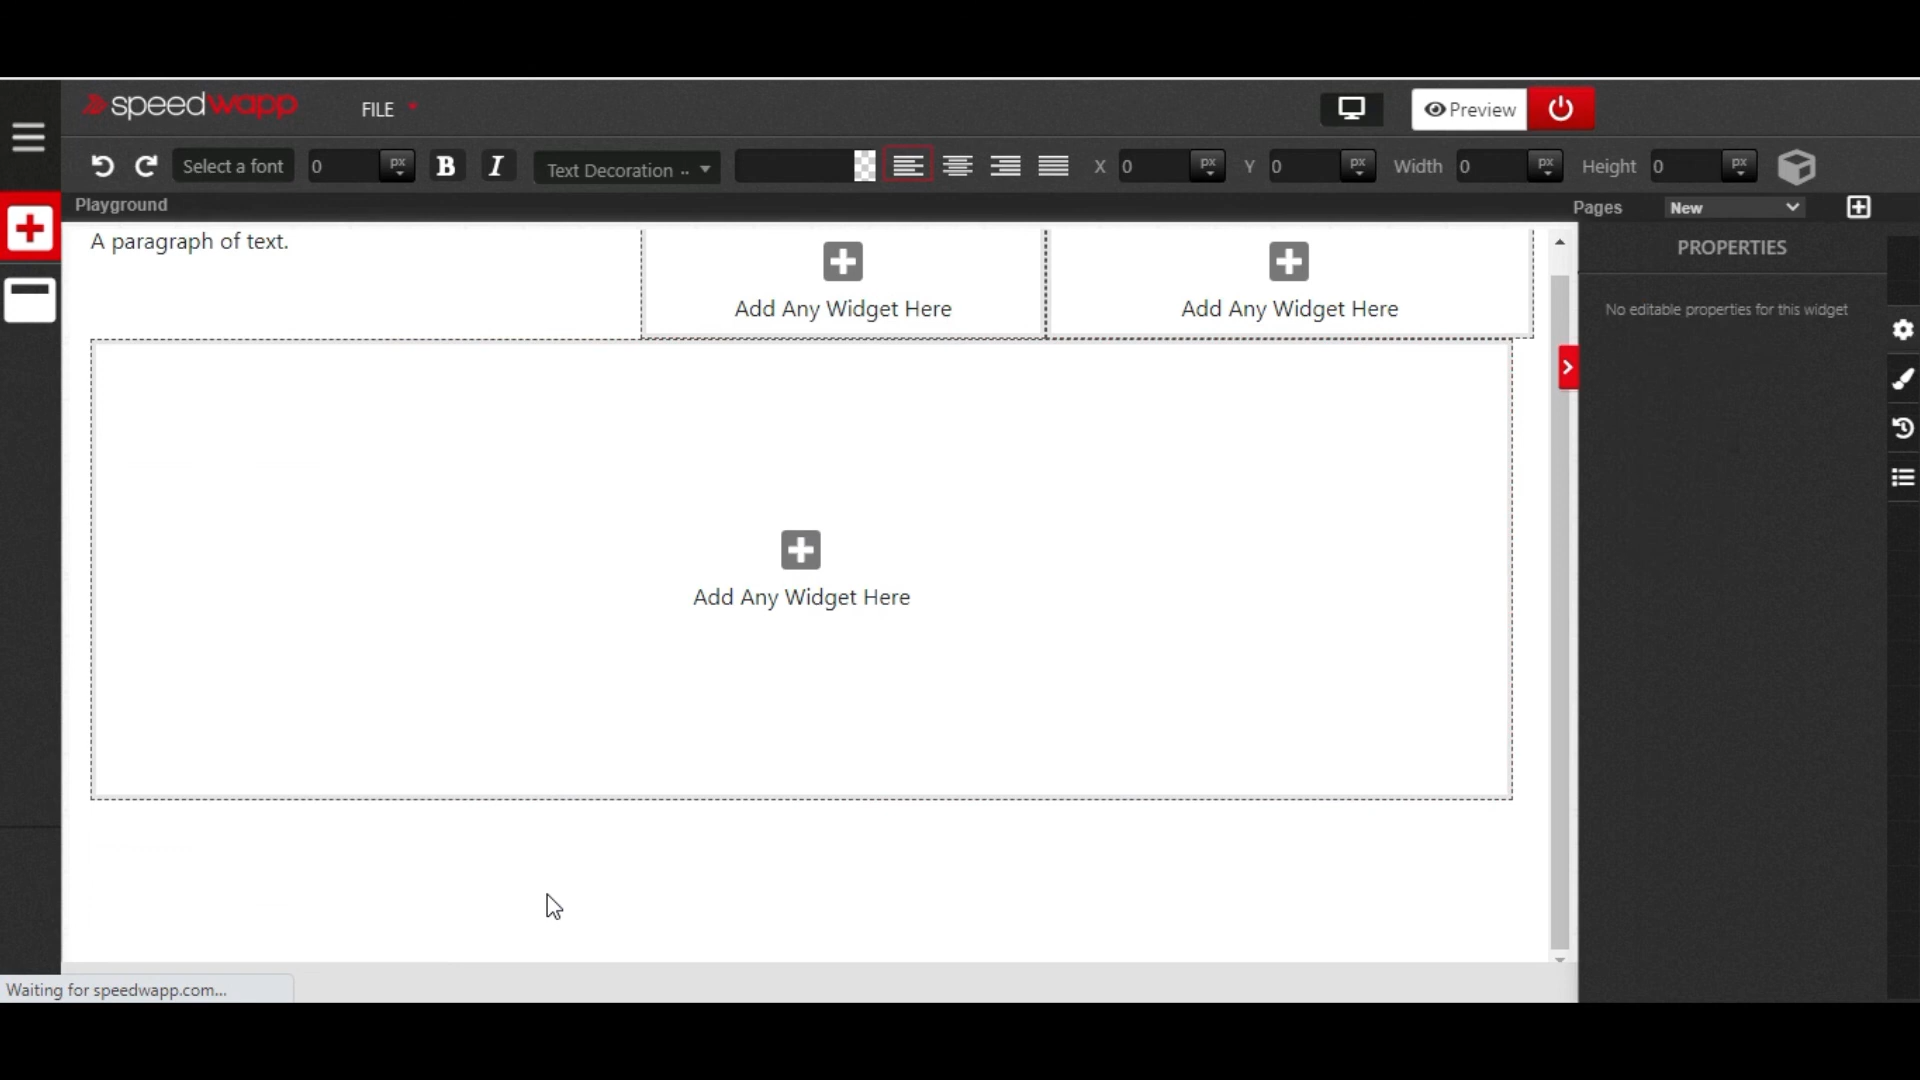 speedwapp FILE Preview
Select a font 0 px B I Text Decoration .. X 0 px Y 0 px Width 0 px Height 0 px
Playground Pages New
PROPERTIES
A paragraph of text.
Add Any Widget Here Add Any Widget Here
No editable properties for this widget
Add Any Widget Here
Waiting for speedwapp.com...